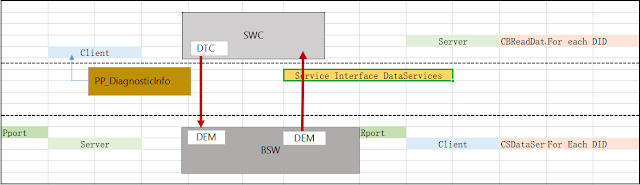 SWC
DTC
Client
Server
CBReadDat.For each DID
PP_DiagnosticInfo
Service Interface DataServices
Pport
DEM
DEM
Rport
Server
BSW
Client
CSDataSer For Each DID